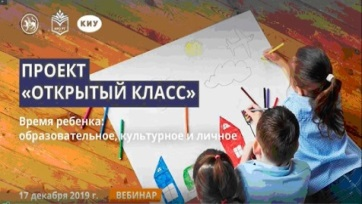 КИУ
ПРОЕКТ
«ОТКРЫТЫЙ КЛАСС»
Время ребенка:
образовательное,культурное и личное
17 декабря 2019 г.
ВЕБИНАР